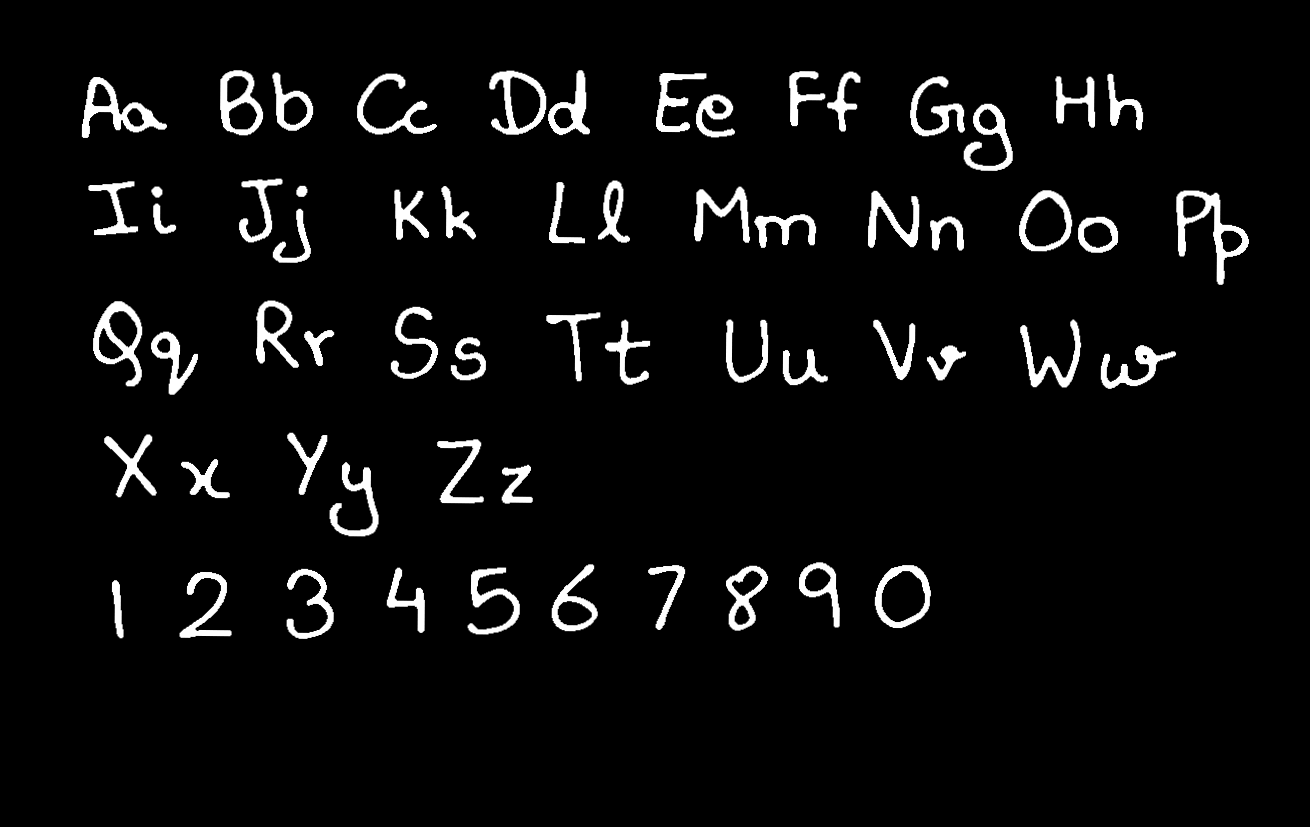 Aa Bb Cc Dd Ee Ff Gg Hh
Ii Jj Kk Ll Mm Nn Oo Pp
Qq Rr Ss Tt Uu Vv Ww
Xx Yy Zz
1 2 3 4 5 6 7 8 9 0